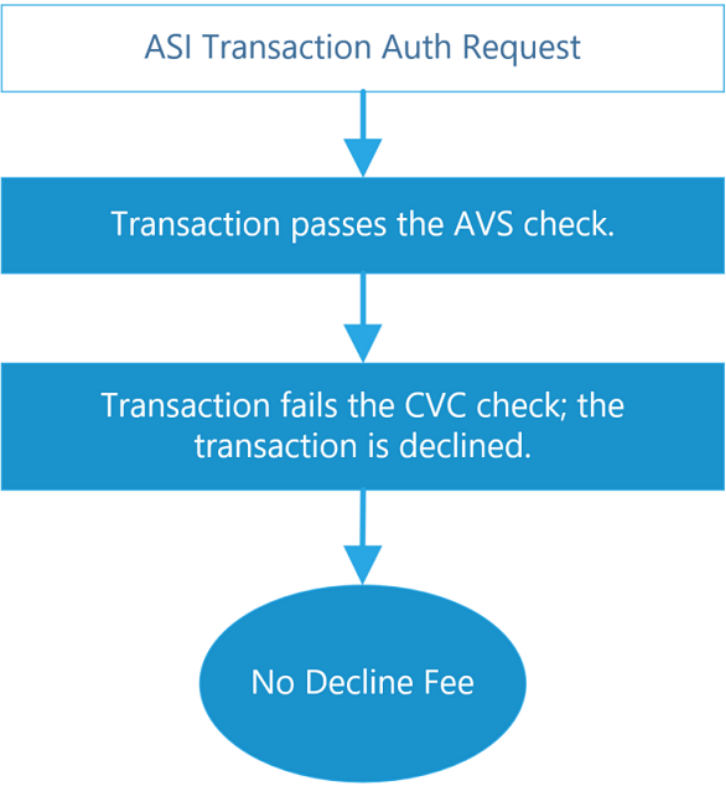 ASI Transaction Auth Request
Transaction passes the AVS check.
Transaction fails the CVC check; the
transaction is declined.
No Decline Fee